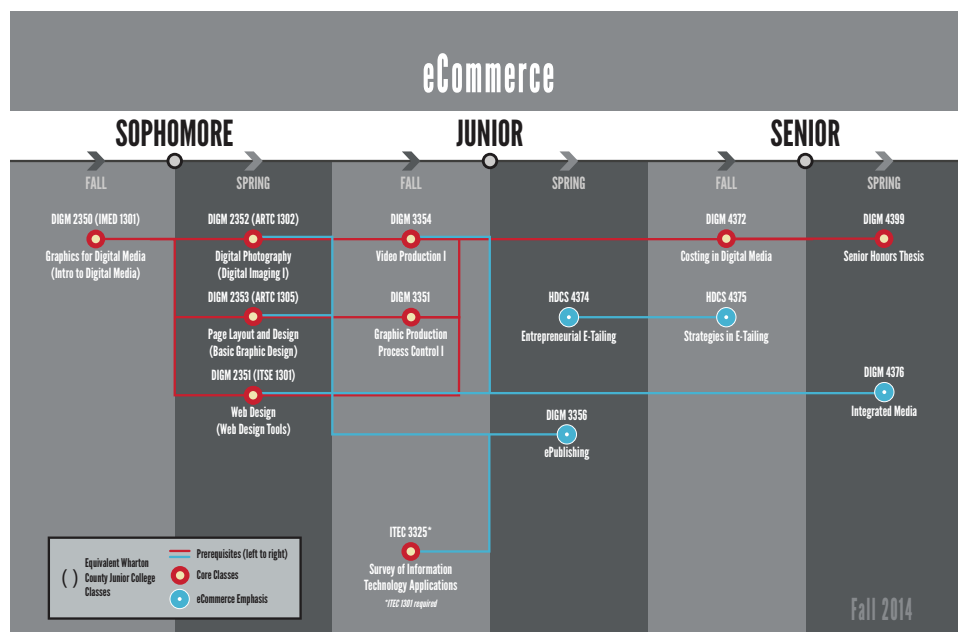 eCommerce
SOPHOMORE
JUNIOR
SENIOR
FALL
SPRING
FALL
SPRING
FALL
SPRING
DIGM 2350 (IMED 1301)
Graphics for Digital Media
(Intro to Digital Media)
DIGM 2352 (ARTC 1302)
Digital Photography
(Digital Imaging I)
DIGM 3354
Video Production I
DIGM 4372
Costing in Digital Media
DIGM 4399
Senior Honors Thesis
DIGM 2353 (ARTC 1305)
Page Layout and Design
(Basic Graphic Design)
DIGM 3351
Graphic Production
Process Control I
HDCS 4374
Entrepreneurial E-Tailing
HDCS 4375
Strategies in E-Tailing
DIGM 2351 (ITSE 1301)
Web Design
(Web Design Tools)
DIGM 4376
Integrated Media
DIGM 3356
ePublishing
ITEC 3325*
Survey of Information
Technology Applications
*ITEC 1301 required
( )
Equivalent Wharton
County Junior College
Classes
Prerequisites (left to right)
Core Classes
eCommerce Emphasis
Fall 2014